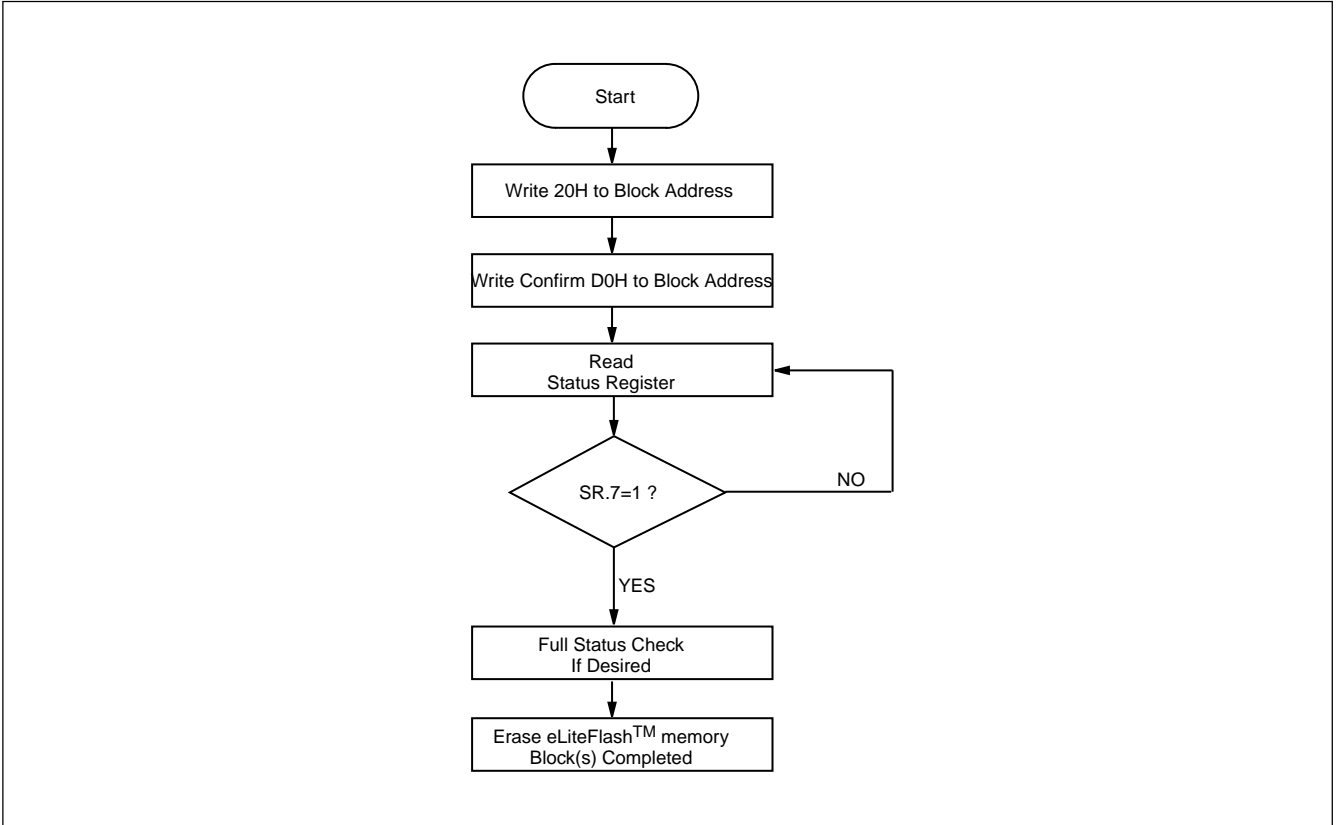 Start
Write 20H to Block Address
Write Confirm D0H to Block Address
Read
Status Register
SR.7=1 ?
NO
YES
Full Status Check
If Desired
Erase eLiteFlash™ memory
Block(s) Completed